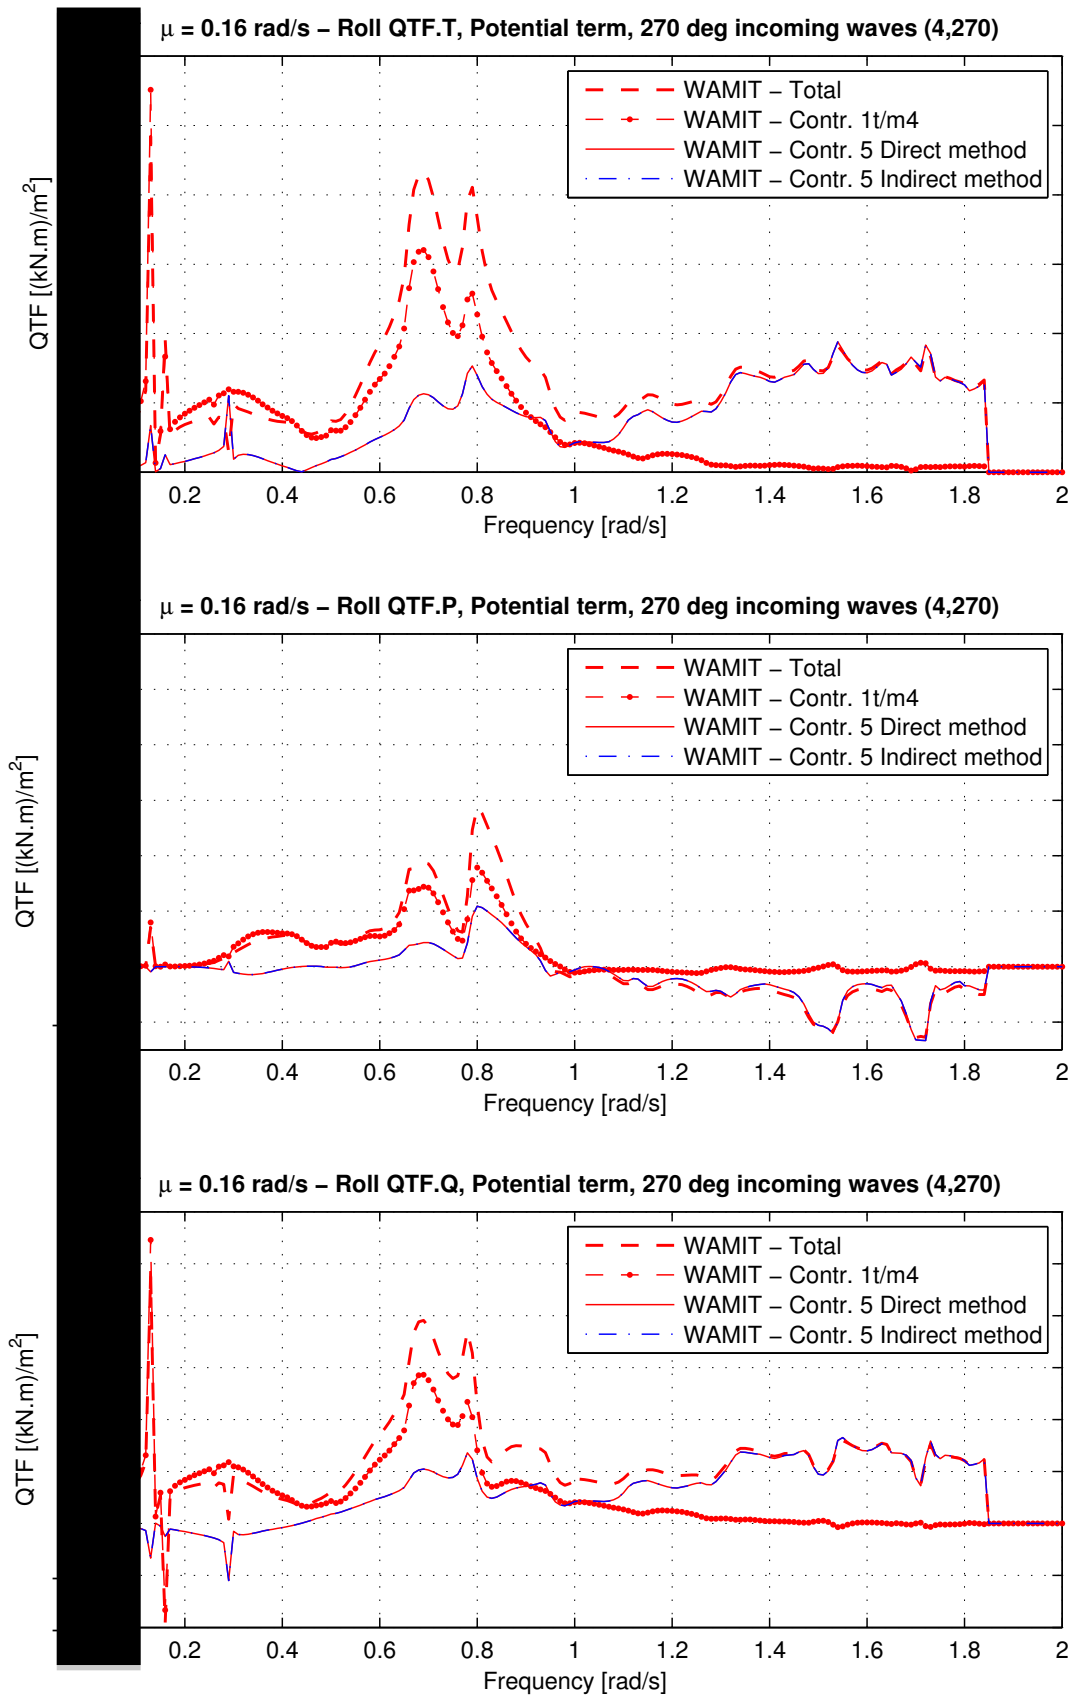 μ = 0.16 rad/s − Roll QTF.T, Potential term, 270 deg incoming waves (4,270)
WAMIT − Total
WAMIT − Contr. 1t/m4
WAMIT − Contr. 5 Direct method
WAMIT − Contr. 5 Indirect method
QTF [(kN.m)/m²]
0.2 0.4 0.6 0.8 1 1.2 1.4 1.6 1.8 2
Frequency [rad/s]
μ = 0.16 rad/s − Roll QTF.P, Potential term, 270 deg incoming waves (4,270)
WAMIT − Total
WAMIT − Contr. 1t/m4
WAMIT − Contr. 5 Direct method
WAMIT − Contr. 5 Indirect method
QTF [(kN.m)/m²]
0.2 0.4 0.6 0.8 1 1.2 1.4 1.6 1.8 2
Frequency [rad/s]
μ = 0.16 rad/s − Roll QTF.Q, Potential term, 270 deg incoming waves (4,270)
WAMIT − Total
WAMIT − Contr. 1t/m4
WAMIT − Contr. 5 Direct method
WAMIT − Contr. 5 Indirect method
QTF [(kN.m)/m²]
0.2 0.4 0.6 0.8 1 1.2 1.4 1.6 1.8 2
Frequency [rad/s]